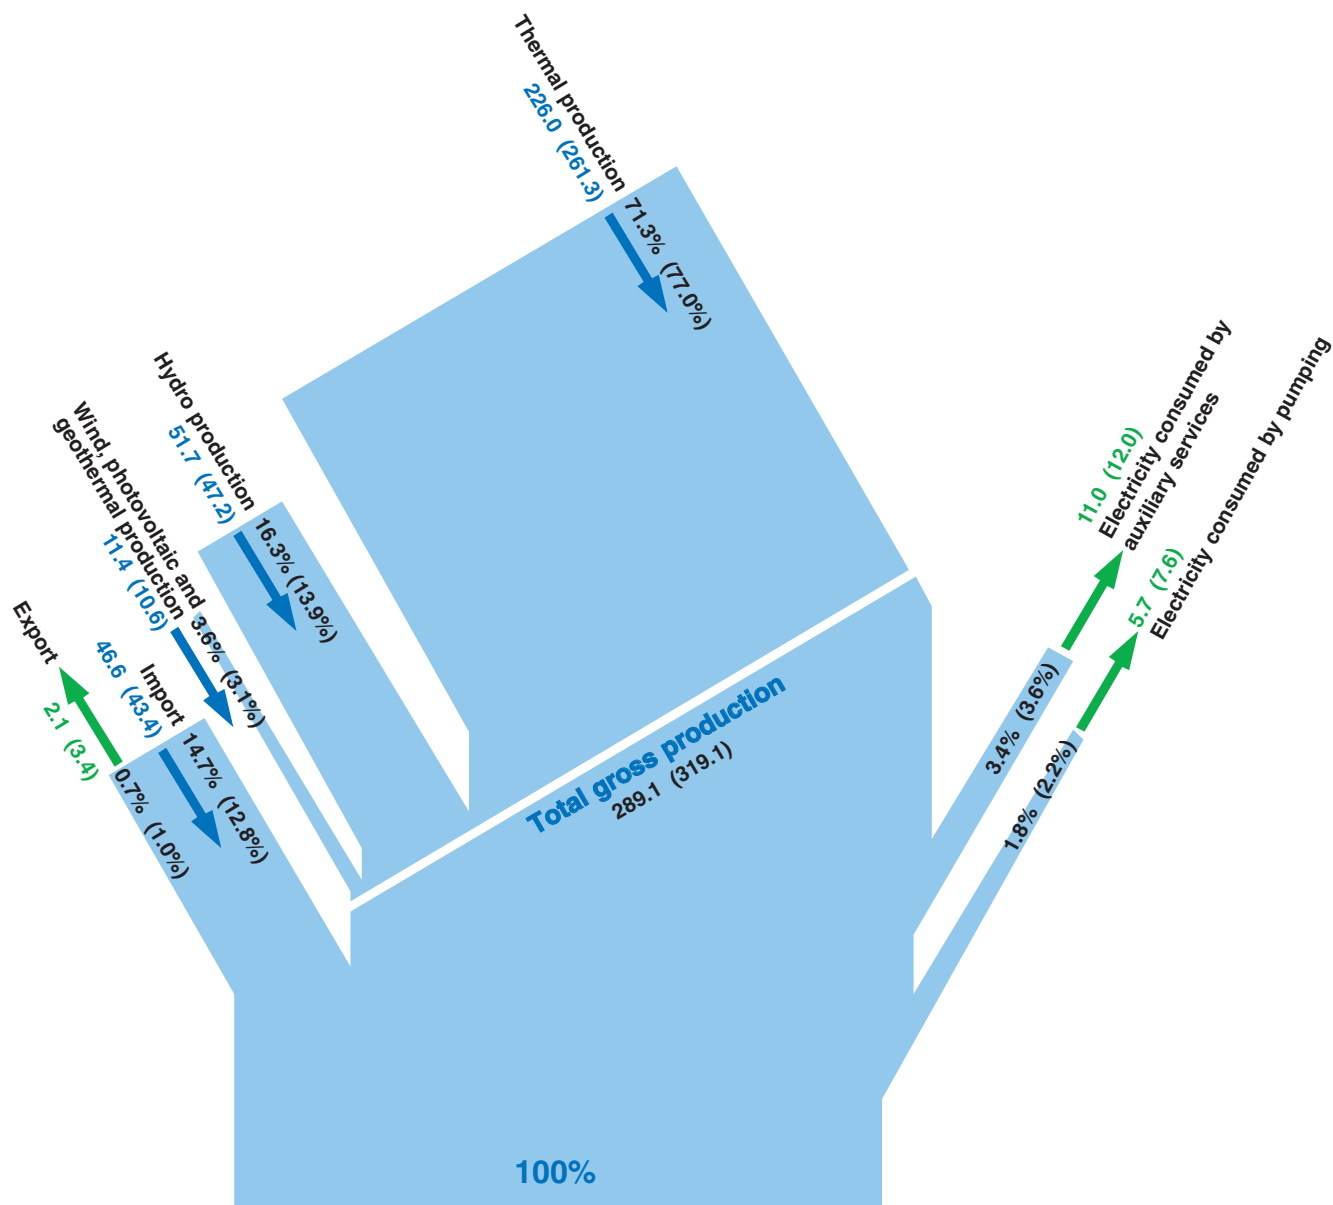 Thermal production
226.0 (261.3)
71.3% (77.0%)
Hydro production
51.7 (47.2)
16.3% (13.9%)
Wind, photovoltaic and
geothermal production
11.4 (10.6)
3.6% (3.1%)
Export
2.1 (3.4)
0.7% (1.0%)
Import
46.6 (43.4)
14.7% (12.8%)
Total gross production
289.1 (319.1)
11.0 (12.0)
Electricity consumed by
auxiliary services
3.4% (3.6%)
5.7 (7.6)
Electricity consumed by pumping
1.8% (2.2%)
100%